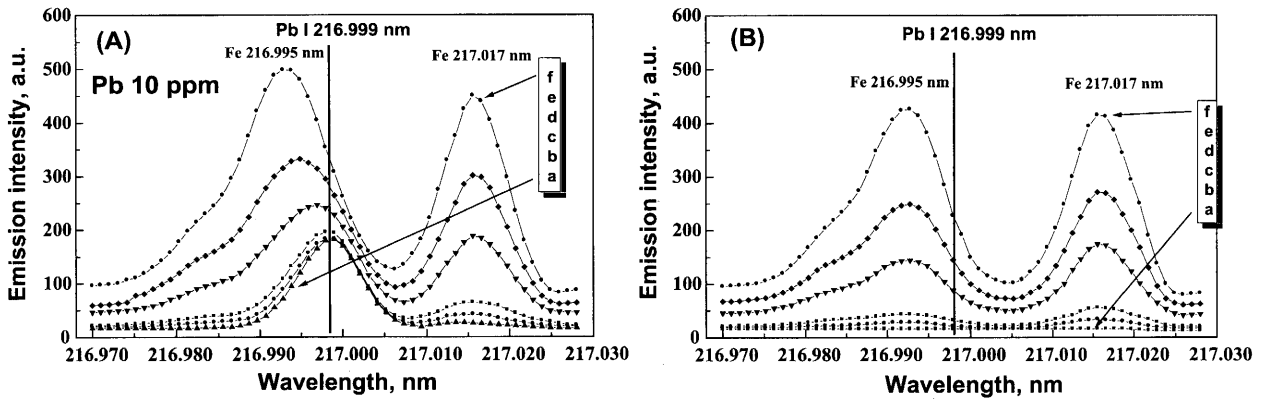 (A)
Pb I 216.999 nm
Fe 216.995 nm
Fe 217.017 nm
Pb 10 ppm
f
e
d
c
b
a
Emission intensity, a.u.
600
500
400
300
200
100
0
216.970 216.980 216.990 217.000 217.010 217.020 217.030
Wavelength, nm
(B)
Pb I 216.999 nm
Fe 216.995 nm
Fe 217.017 nm
f
e
d
c
b
a
Emission intensity, a.u.
600
500
400
300
200
100
0
216.970 216.980 216.990 217.000 217.010 217.020 217.030
Wavelength, nm